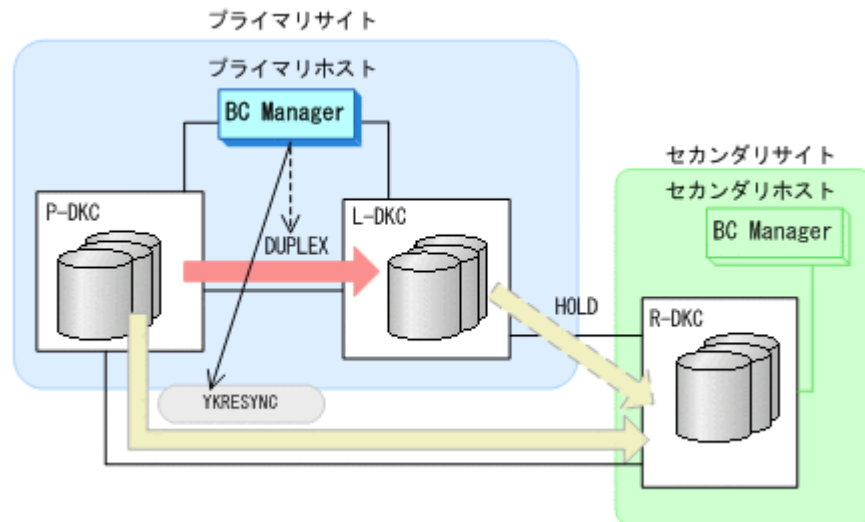 プライマリサイト
プライマリホスト
BC Manager
セカンダリサイト
セカンダリホスト
BC Manager
P-DKC
L-DKC
DUPLEX
HOLD
R-DKC
YKRESYNC